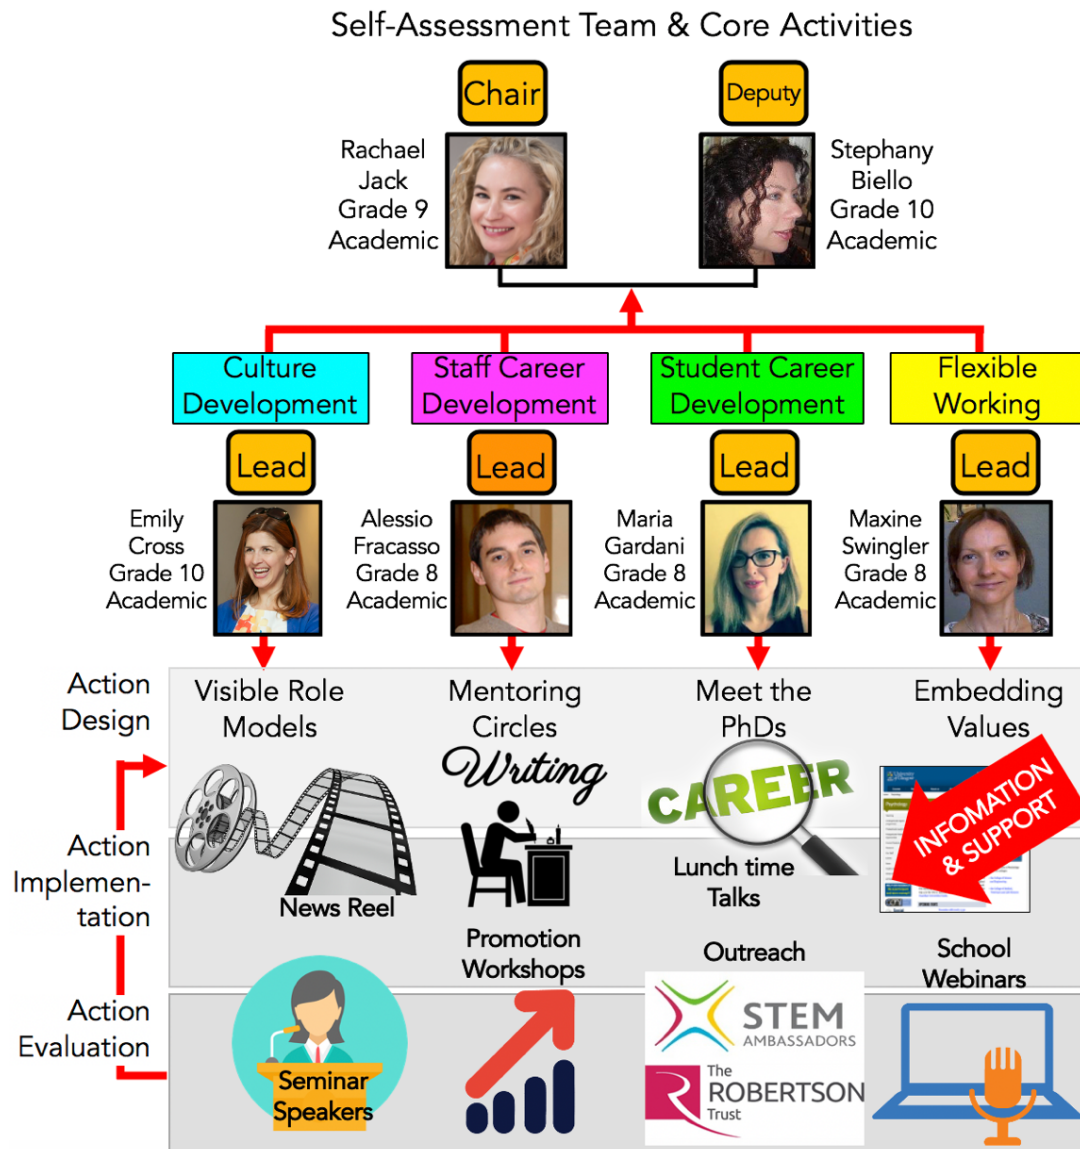 Self-Assessment Team & Core Activities
Chair
Deputy
Rachael
Jack
Grade 9
Academic
Stephany
Biello
Grade 10
Academic
Culture
Development
Staff Career
Development
Student Career
Development
Flexible
Working
Lead
Lead
Lead
Lead
Emily
Cross
Grade 10
Academic
Alessio
Fracasso
Grade 8
Academic
Maria
Gardani
Grade 8
Academic
Maxine
Swingler
Grade 8
Academic
Action
Design
Visible Role
Models
Mentoring
Circles
Meet the
PhDs
Embedding
Values
Writing
CAREER
INFOMATION
& SUPPORT
Action
Implemen-
tation
News Reel
Lunch time
Talks
Promotion
Workshops
Outreach
School
Webinars
Action
Evaluation
Seminar
Speakers
STEM
AMBASSADORS
The
ROBERTSON
Trust